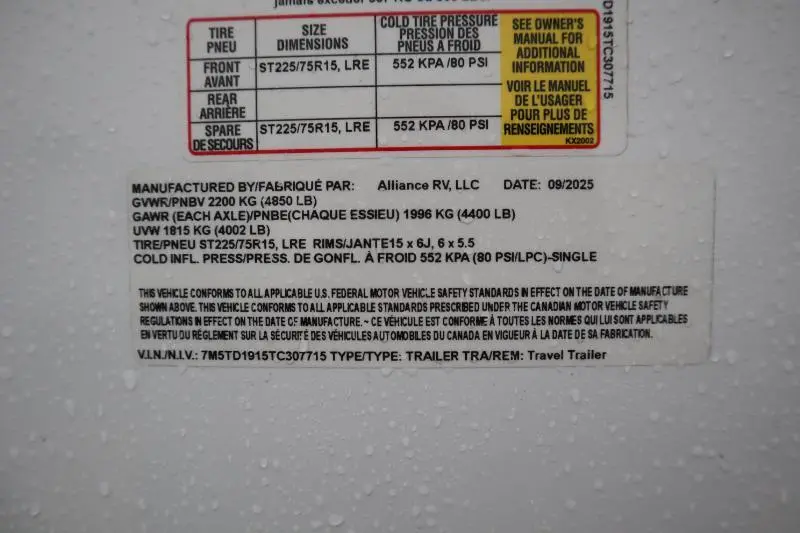 TIRE PNEU SIZE DIMENSIONS COLD TIRE PRESSURE PRESSION DES PNEUS A FROID
FRONT AVANT ST225/75R15, LRE 552 KPA /80 PSI
REAR ARRIÈRE
SPARE DE SECOURS ST225/75R15, LRE 552 KPA /80 PSI
SEE OWNER'S
MANUAL FOR
ADDITIONAL
INFORMATION
VOIR LE MANUEL
DE L'USAGER
POUR PLUS DE
RENSEIGNEMENTS
KX2002
D1915TC307715
MANUFACTURED BY/FABRIQUÉ PAR: Alliance RV, LLC DATE: 09/2025
GVWR/PNBV 2200 KG (4850 LB)
GAWR (EACH AXLE)/PNBE(CHAQUE ESSIEU) 1996 KG (4400 LB)
UVW 1815 KG (4002 LB)
TIRE/PNEU ST225/75R15, LRE RIMS/JANTE15 x 6J, 6 x 5.5
COLD INFL. PRESS/PRESS. DE GONFL. À FROID 552 KPA (80 PSI/LPC)-SINGLE
THIS VEHICLE CONFORMS TO ALL APPLICABLE U.S. FEDERAL MOTOR VEHICLE SAFETY STANDARDS IN EFFECT ON THE DATE OF MANUFACTURE
SHOWN ABOVE. THIS VEHICLE CONFORMS TO ALL APPLICABLE STANDARDS PRESCRIBED UNDER THE CANADIAN MOTOR VEHICLE SAFETY
REGULATIONS IN EFFECT ON THE DATE OF MANUFACTURE. ~ CE VÉHICULE EST CONFORME À TOUTES LES NORMES QUI LUI SONT APPLICABLES
EN VERTU DU RÉGLEMENT SUR LA SÉCURITÉ DES VÉHICULES AUTOMOBILES DU CANADA EN VIGUEUR À LA DATE DE SA FABRICATION.
V.I.N./N.I.V.: 7M5TD1915TC307715 TYPE/TYPE: TRAILER TRA/REM: Travel Trailer